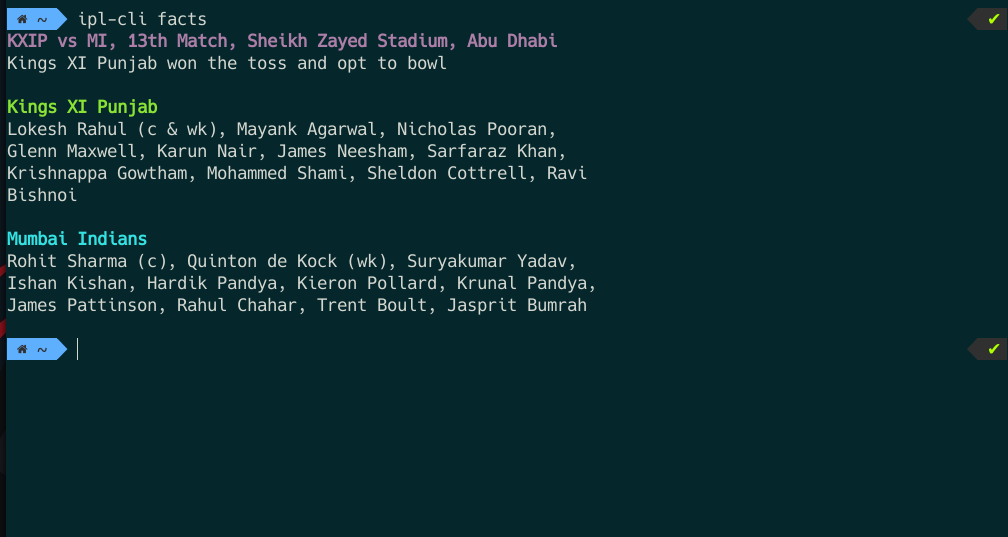 ~ ipl-cli facts ✔
KXIP vs MI, 13th Match, Sheikh Zayed Stadium, Abu Dhabi
Kings XI Punjab won the toss and opt to bowl
Kings XI Punjab
Lokesh Rahul (c & wk), Mayank Agarwal, Nicholas Pooran,
Glenn Maxwell, Karun Nair, James Neesham, Sarfaraz Khan,
Krishnappa Gowtham, Mohammed Shami, Sheldon Cottrell, Ravi
Bishnoi
Mumbai Indians
Rohit Sharma (c), Quinton de Kock (wk), Suryakumar Yadav,
Ishan Kishan, Hardik Pandya, Kieron Pollard, Krunal Pandya,
James Pattinson, Rahul Chahar, Trent Boult, Jasprit Bumrah
~ ✔